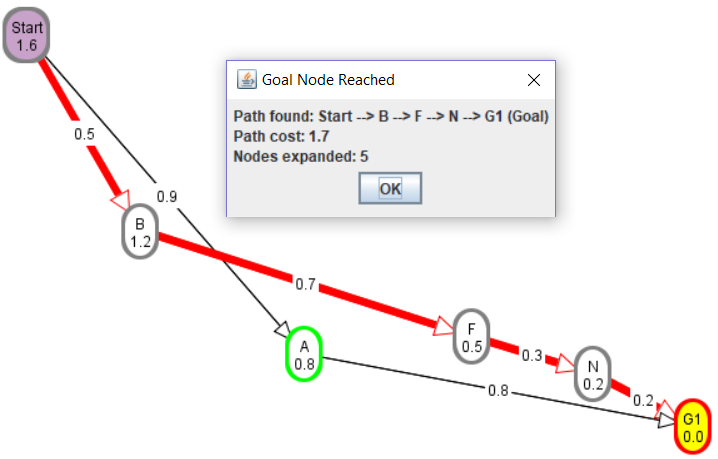 Start
1.6
Goal Node Reached
Path found: Start --> B --> F --> N --> G1 (Goal)
Path cost: 1.7
Nodes expanded: 5
OK
0.5
0.9
B
1.2
0.7
F
0.5
A
0.8
0.3
N
0.2
0.8
0.2
G1
0.0